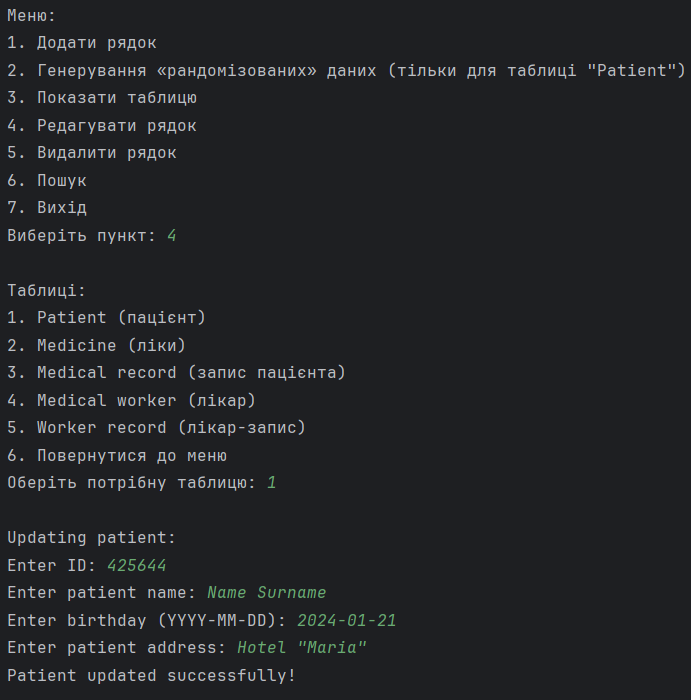 Меню:
1. Додати рядок
2. Генерування «рандомізованих» даних (тільки для таблиці "Patient")
3. Показати таблицю
4. Редагувати рядок
5. Видалити рядок
6. Пошук
7. Вихід
Виберіть пункт: 4
Таблиці:
1. Patient (пацієнт)
2. Medicine (ліки)
3. Medical record (запис пацієнта)
4. Medical worker (лікар)
5. Worker record (лікар-запис)
6. Повернутися до меню
Оберіть потрібну таблицю: 1
Updating patient:
Enter ID: 425644
Enter patient name: Name Surname
Enter birthday (YYYY-MM-DD): 2024-01-21
Enter patient address: Hotel "Maria"
Patient updated successfully!